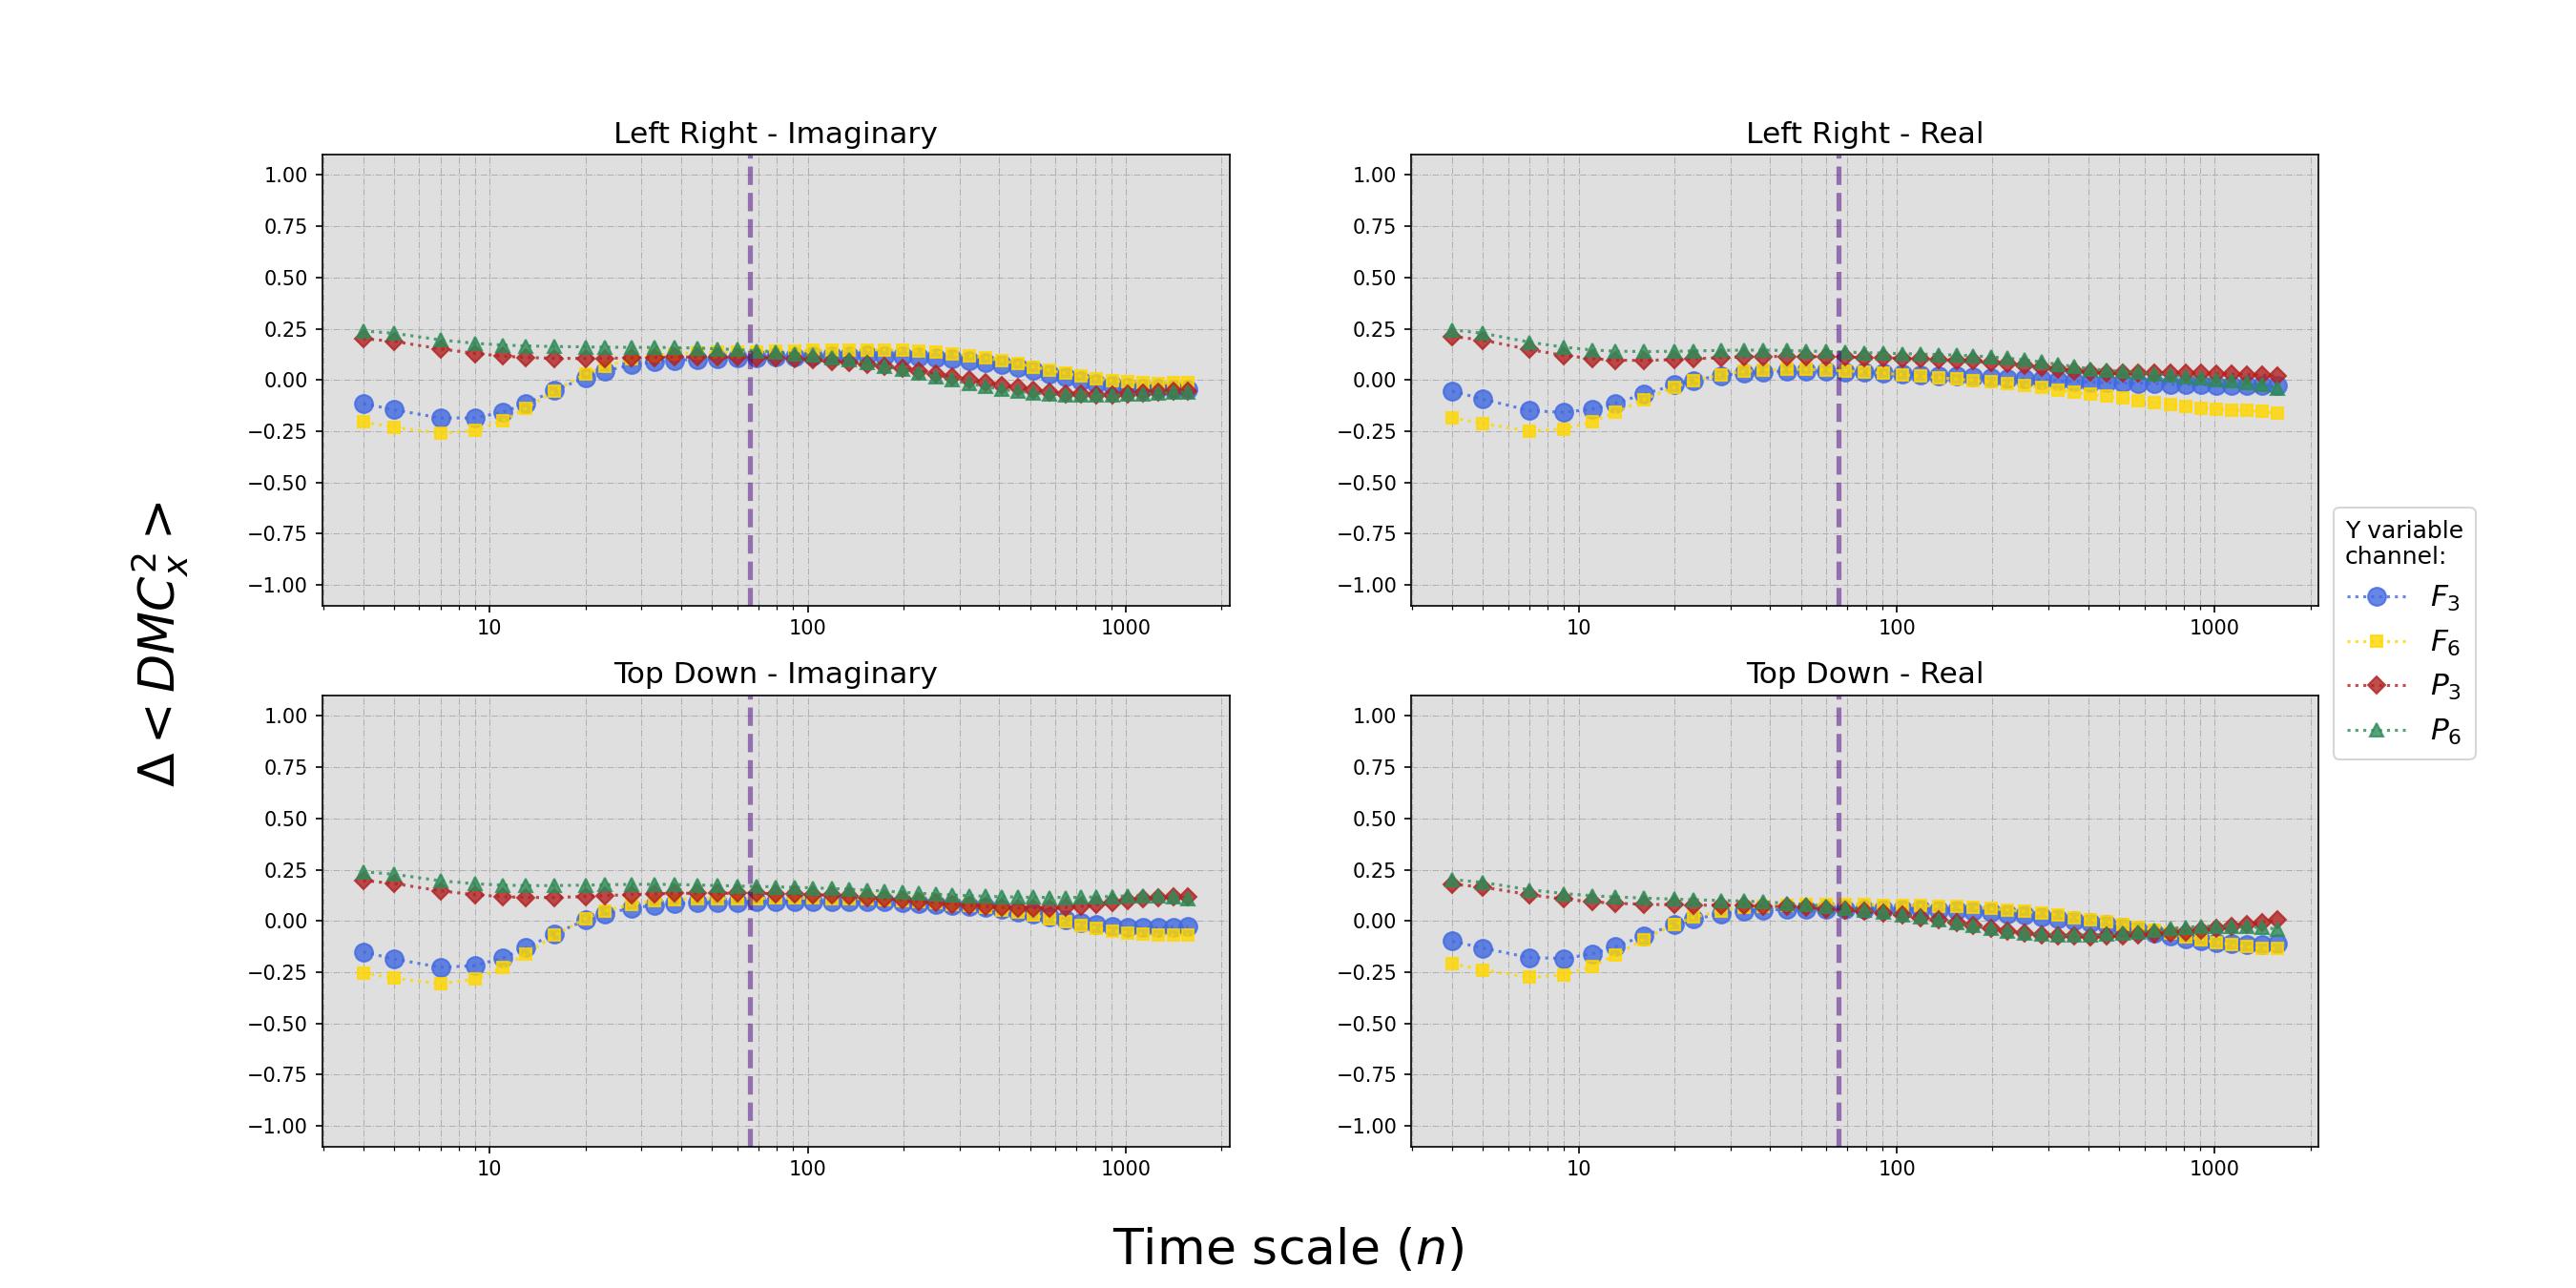 Left Right - Imaginary
1.00
0.75
0.50
0.25
0.00
−0.25
−0.50
−0.75
−1.00
10 100 1000
Left Right - Real
1.00
0.75
0.50
0.25
0.00
−0.25
−0.50
−0.75
−1.00
10 100 1000
Top Down - Imaginary
1.00
0.75
0.50
0.25
0.00
−0.25
−0.50
−0.75
−1.00
10 100 1000
Top Down - Real
1.00
0.75
0.50
0.25
0.00
−0.25
−0.50
−0.75
−1.00
10 100 1000
Δ < DMC²ₓ >
Time scale (n)
Y variable
channel:
F₃
F₆
P₃
P₆